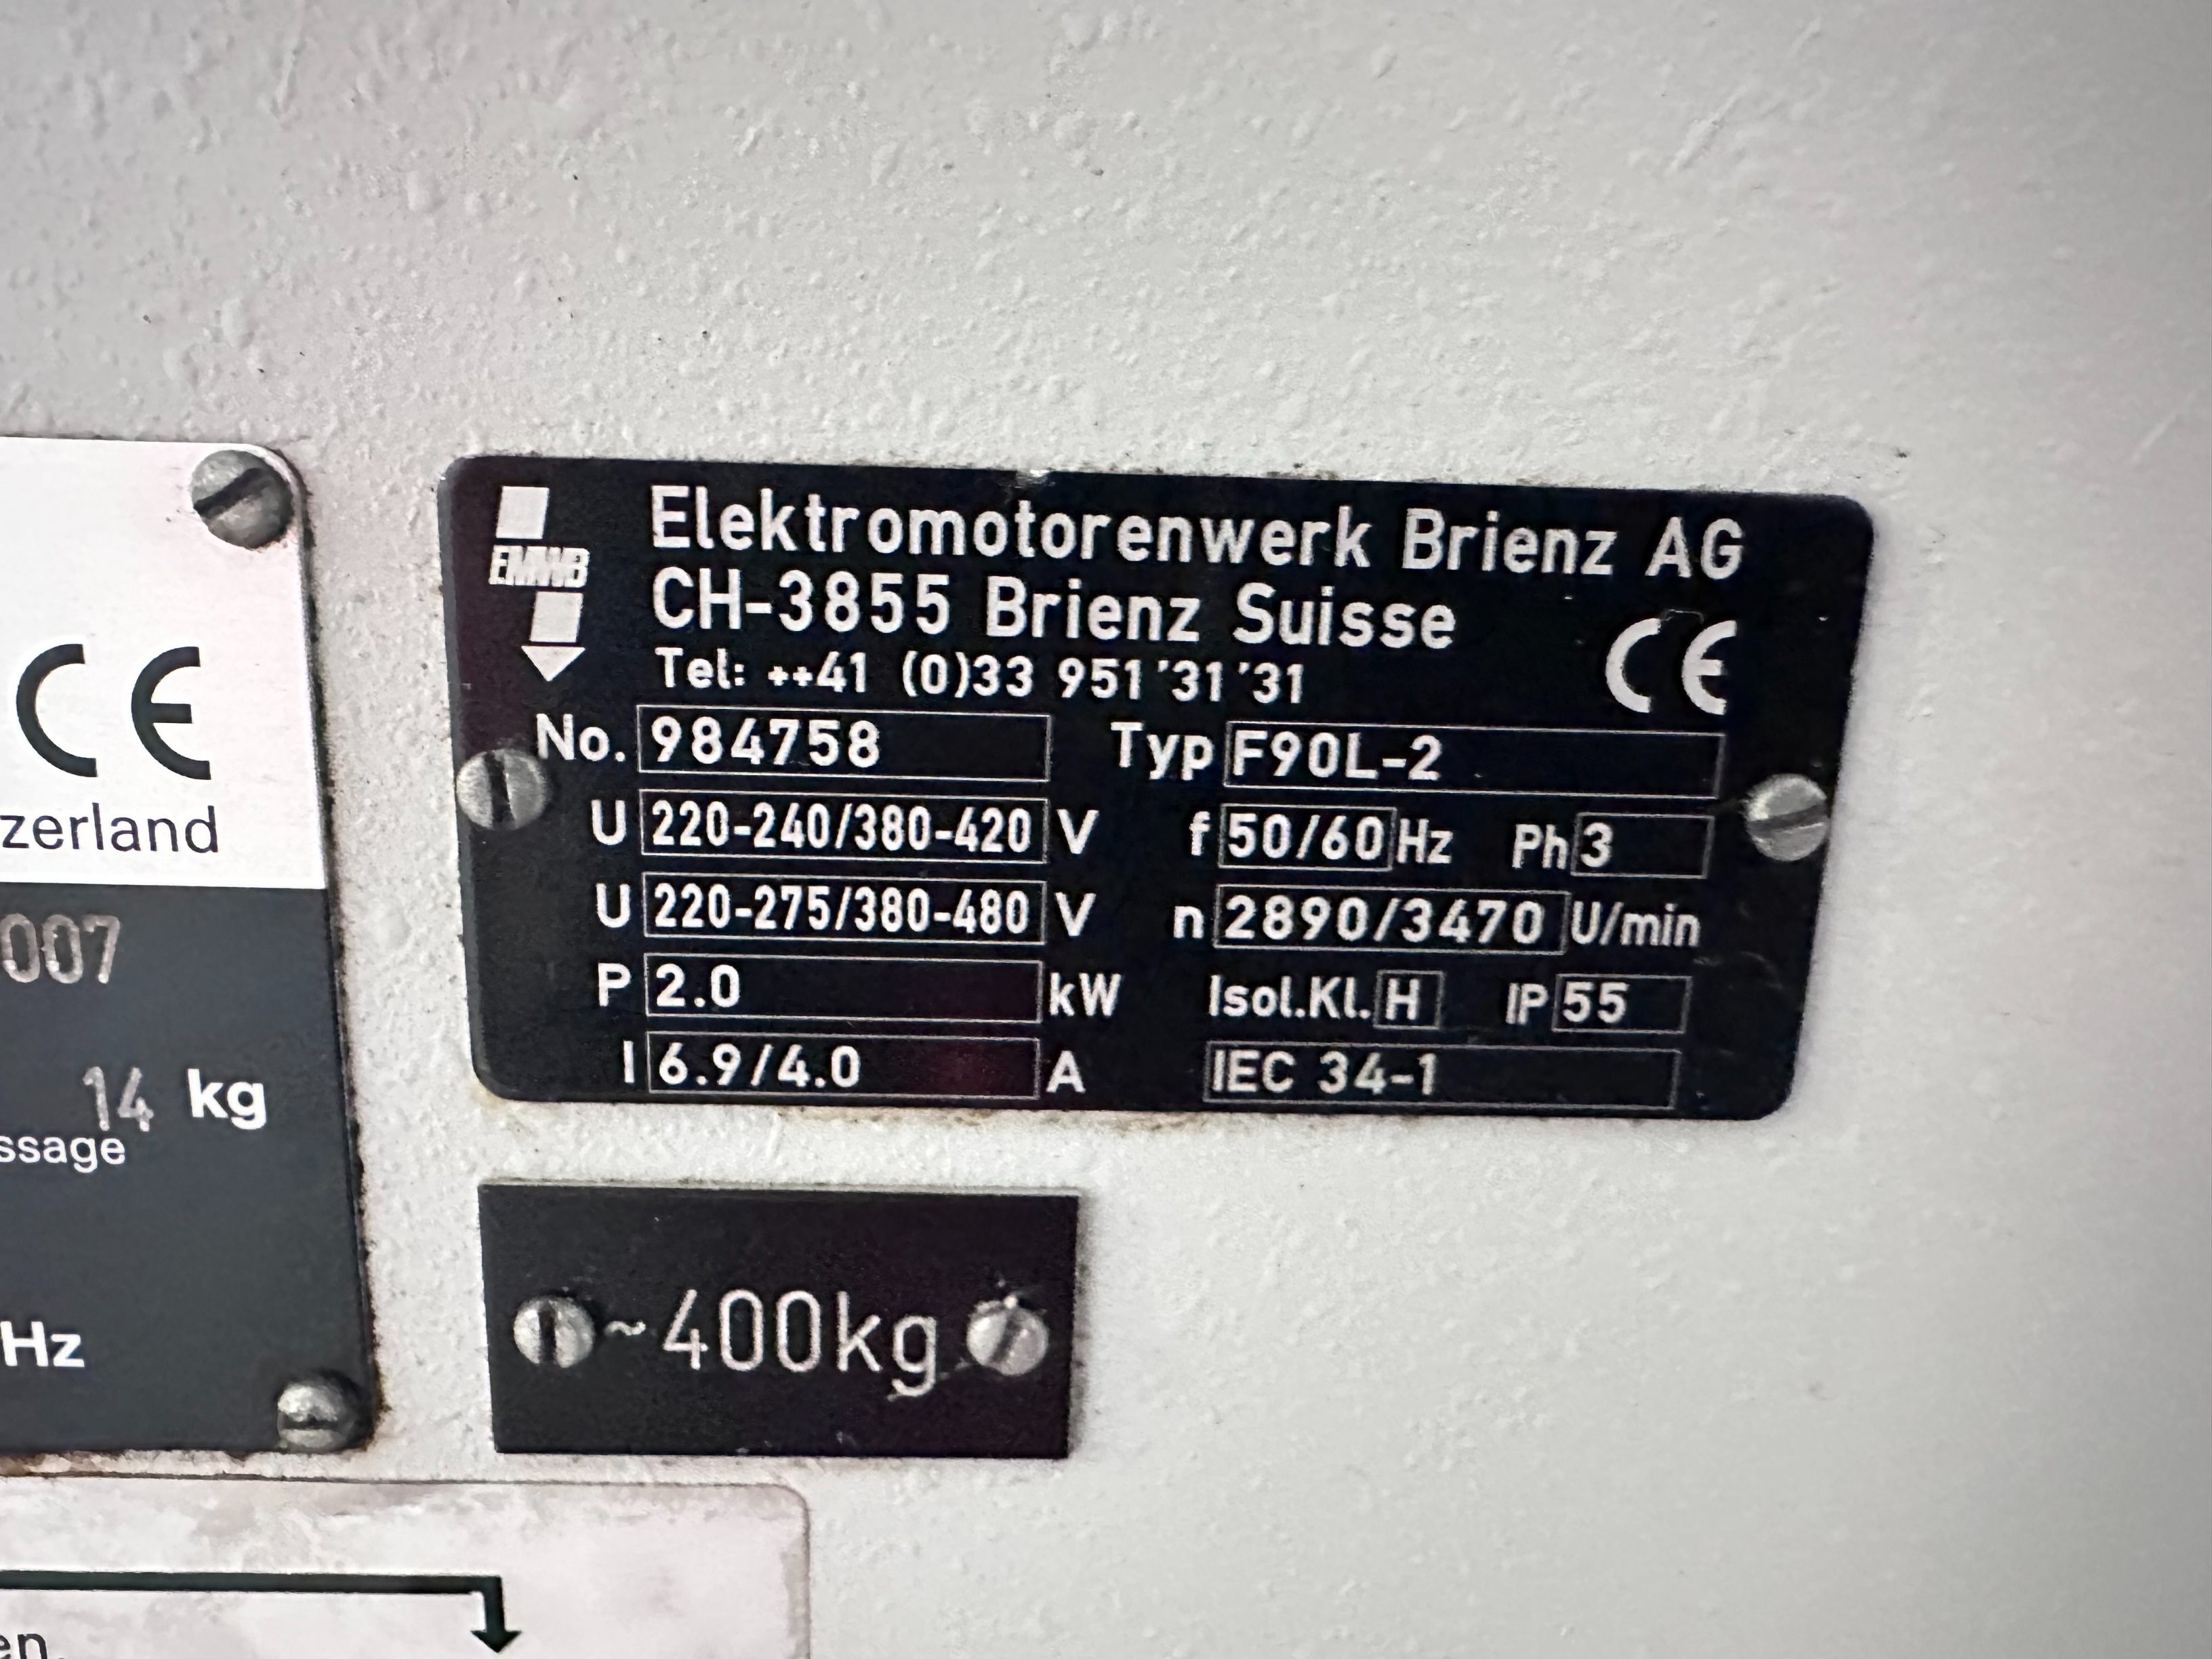 CE
zerland
007
14 kg
ssage
Hz
EMWB
Elektromotorenwerk Brienz AG
CH-3855 Brienz Suisse
Tel: ++41 (0)33 951'31'31
CE
No. 984758 Typ F90L-2
U 220-240/380-420 V f 50/60 Hz Ph 3
U 220-275/380-480 V n 2890/3470 U/min
P 2.0 kW Isol.Kl. H IP 55
I 6.9/4.0 A IEC 34-1
~400kg
en.